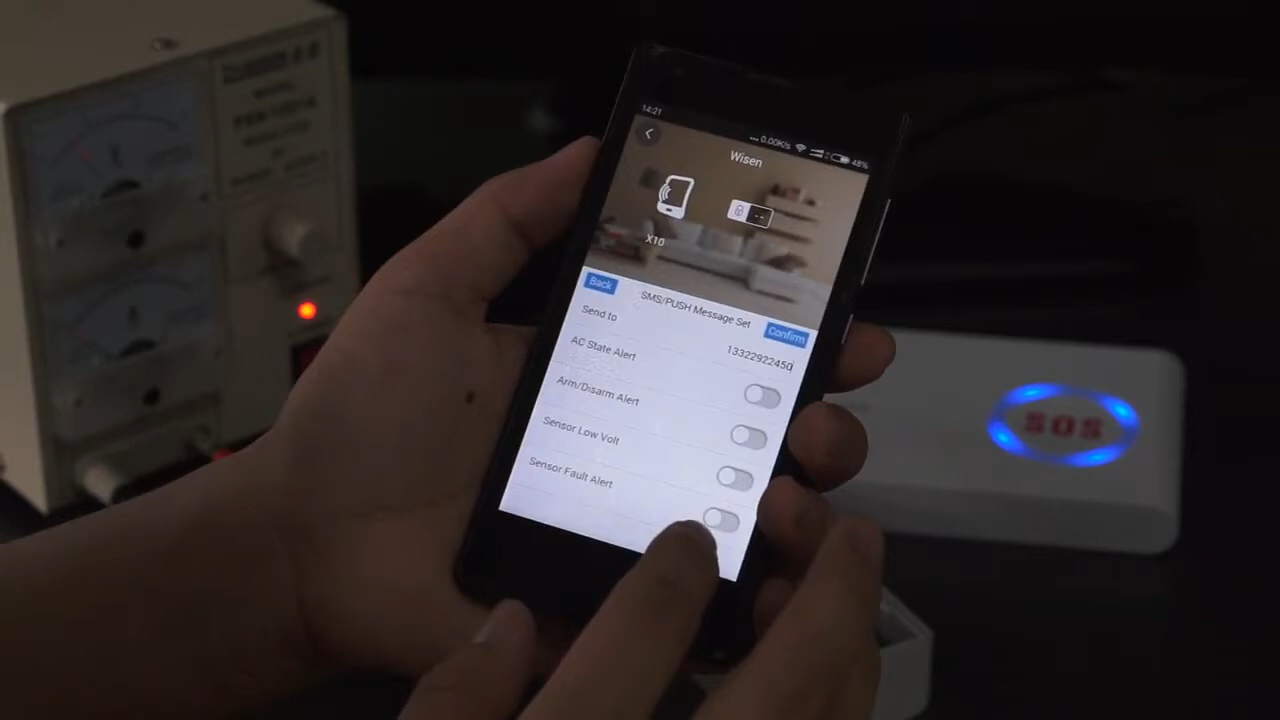 14:21
... 0.00K/s 48%
Wisen
X10
Back
SMS/PUSH Message Set
Confirm
Send to
13322922450
AC State Alert
Arm/Disarm Alert
Sensor Low Volt
Sensor Fault Alert
SOS
V
A